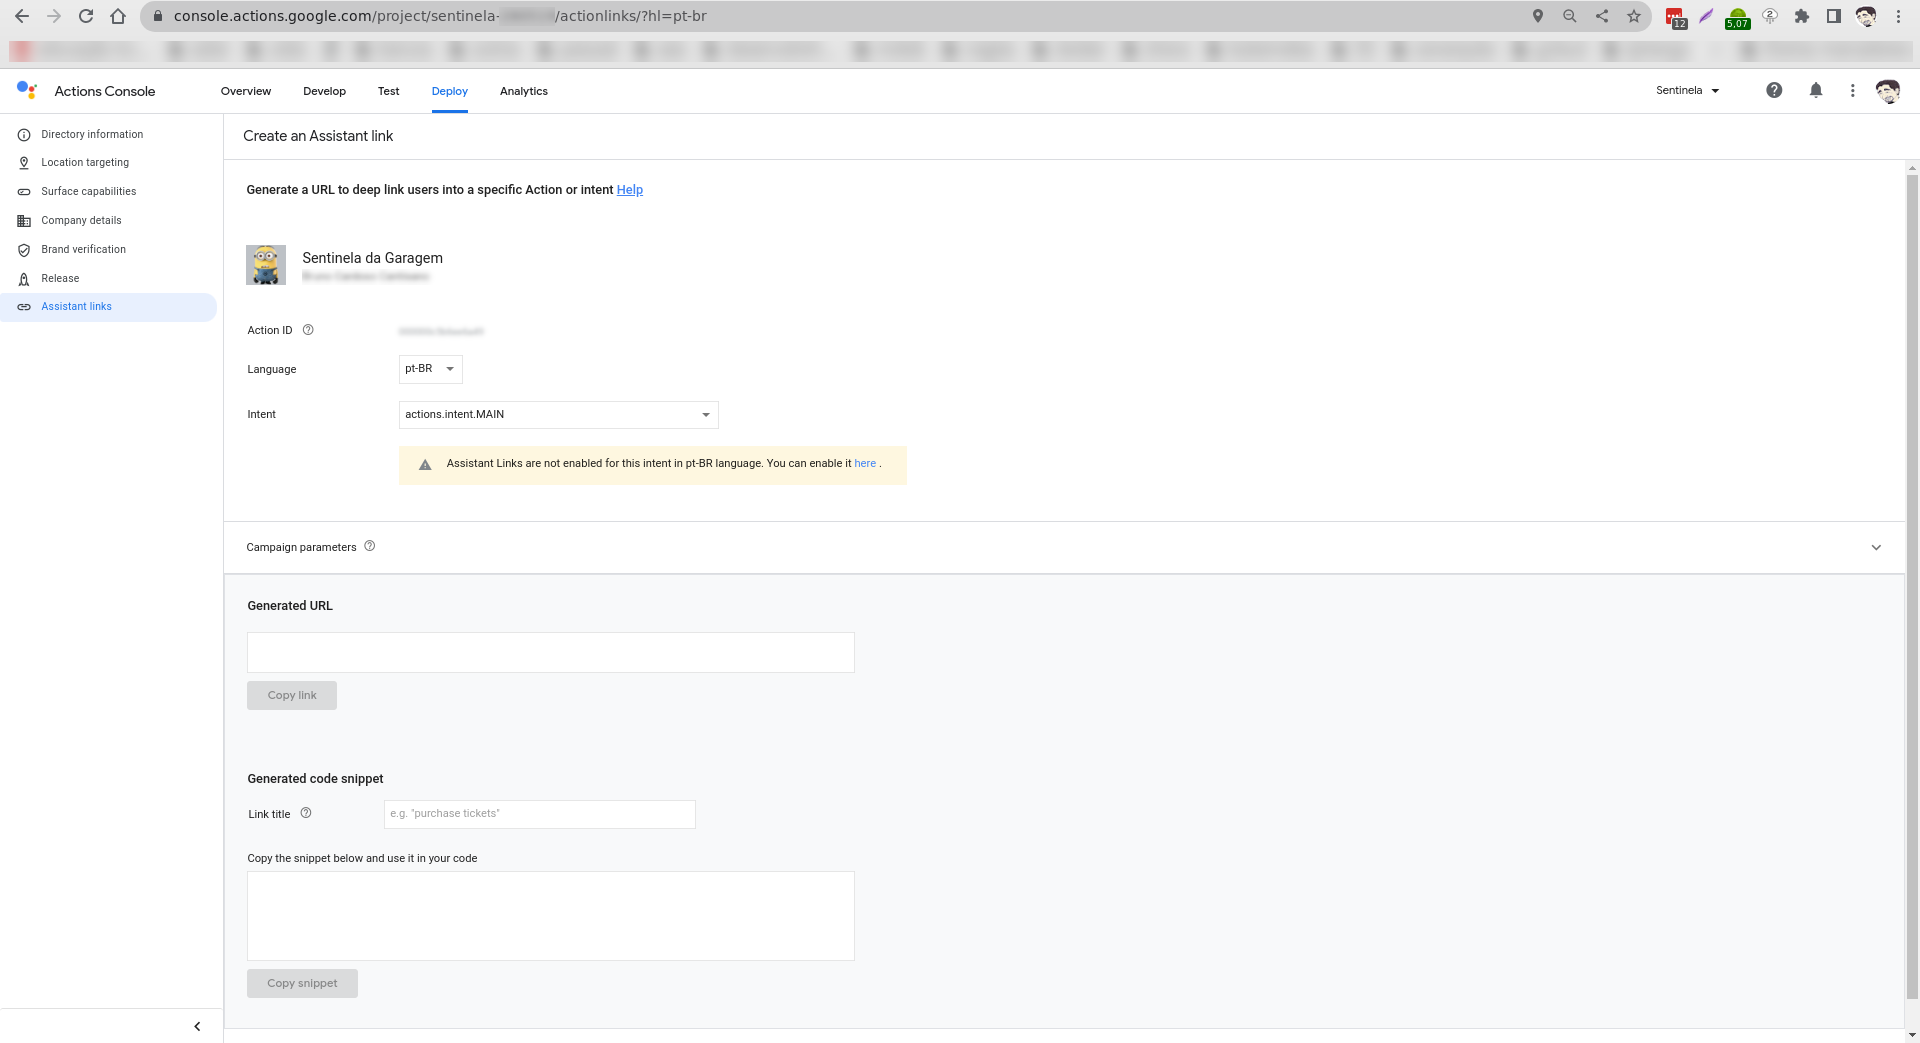 console.actions.google.com/project/sentinela-
/actionlinks/?hl=pt-br
12
5,07
2
Actions Console
Overview
Develop
Test
Deploy
Analytics
Sentinela
Directory information
Location targeting
Surface capabilities
Company details
Brand verification
Release
Assistant links
Create an Assistant link
Generate a URL to deep link users into a specific Action or intent Help
Sentinela da Garagem
Action ID
Language
pt-BR
Intent
actions.intent.MAIN
Assistant Links are not enabled for this intent in pt-BR language. You can enable it here .
Campaign parameters
Generated URL
Copy link
Generated code snippet
Link title
e.g. "purchase tickets"
Copy the snippet below and use it in your code
Copy snippet